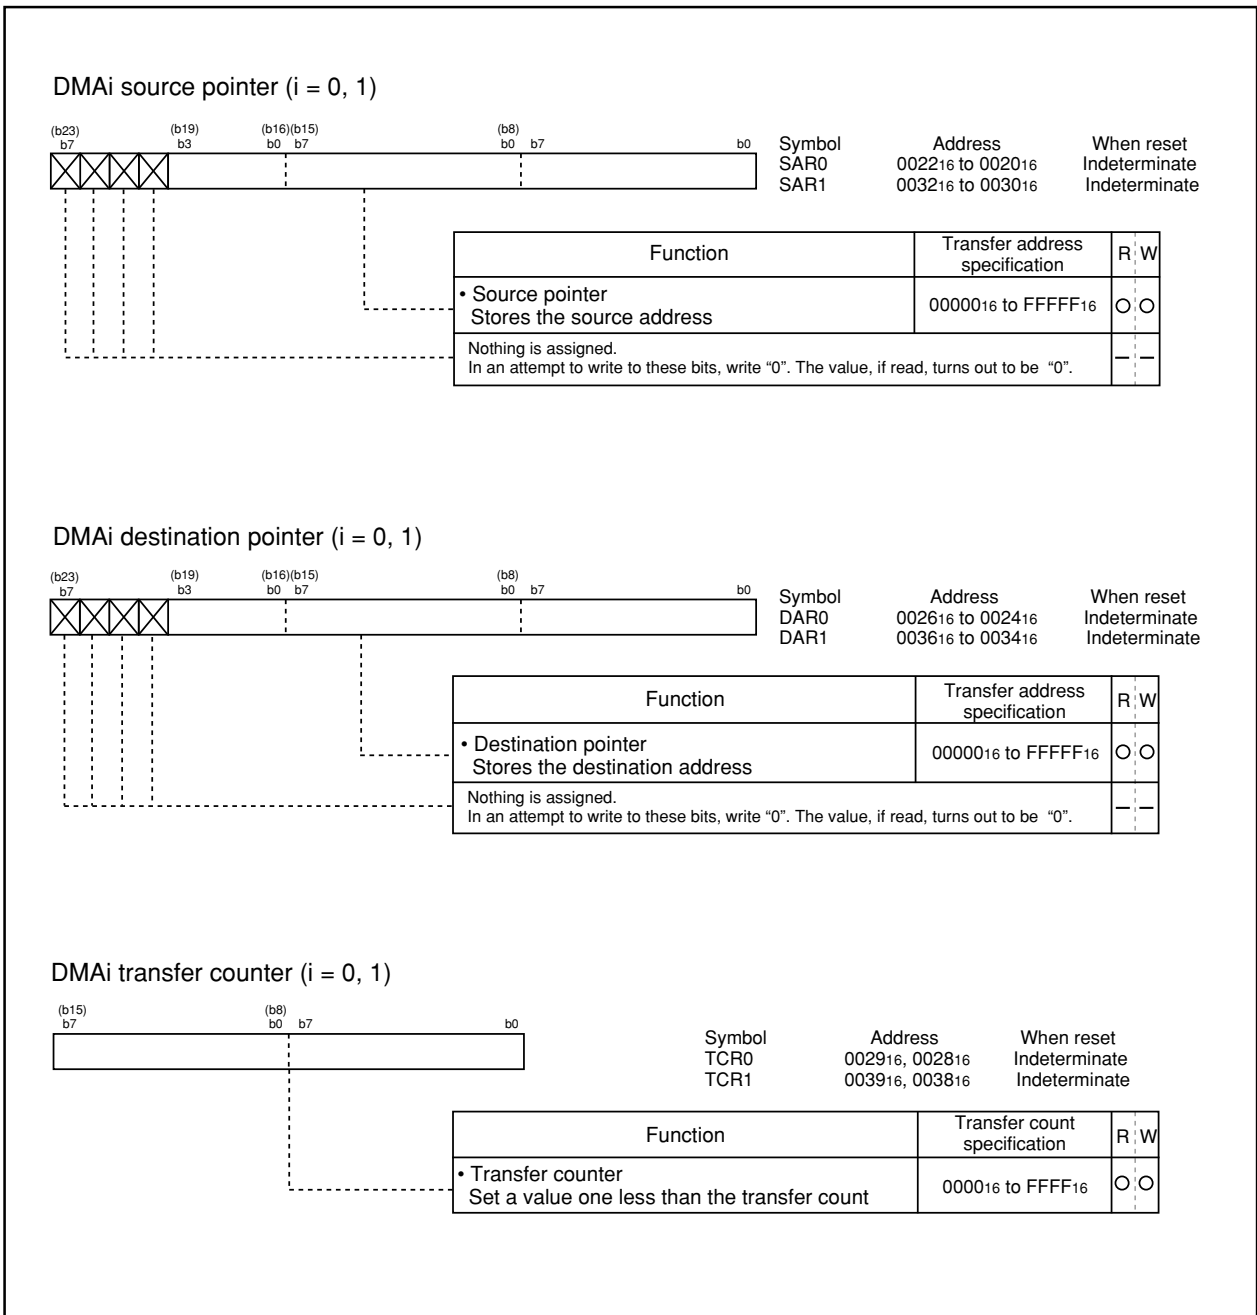 DMAi source pointer (i = 0, 1)
(b23) (b19) (b16)(b15) (b8)
b7 b3 b0 b7 b0 b7 b0
Symbol Address When reset
SAR0 002216 to 002016 Indeterminate
SAR1 003216 to 003016 Indeterminate
Function Transfer address specification R W
• Source pointer
Stores the source address 0000016 to FFFFF16 O O
Nothing is assigned.
In an attempt to write to these bits, write “0”. The value, if read, turns out to be “0”. – –
DMAi destination pointer (i = 0, 1)
(b23) (b19) (b16)(b15) (b8)
b7 b3 b0 b7 b0 b7 b0
Symbol Address When reset
DAR0 002616 to 002416 Indeterminate
DAR1 003616 to 003416 Indeterminate
Function Transfer address specification R W
• Destination pointer
Stores the destination address 0000016 to FFFFF16 O O
Nothing is assigned.
In an attempt to write to these bits, write “0”. The value, if read, turns out to be “0”. – –
DMAi transfer counter (i = 0, 1)
(b15) (b8)
b7 b0 b7 b0
Symbol Address When reset
TCR0 002916, 002816 Indeterminate
TCR1 003916, 003816 Indeterminate
Function Transfer count specification R W
• Transfer counter
Set a value one less than the transfer count 000016 to FFFF16 O O